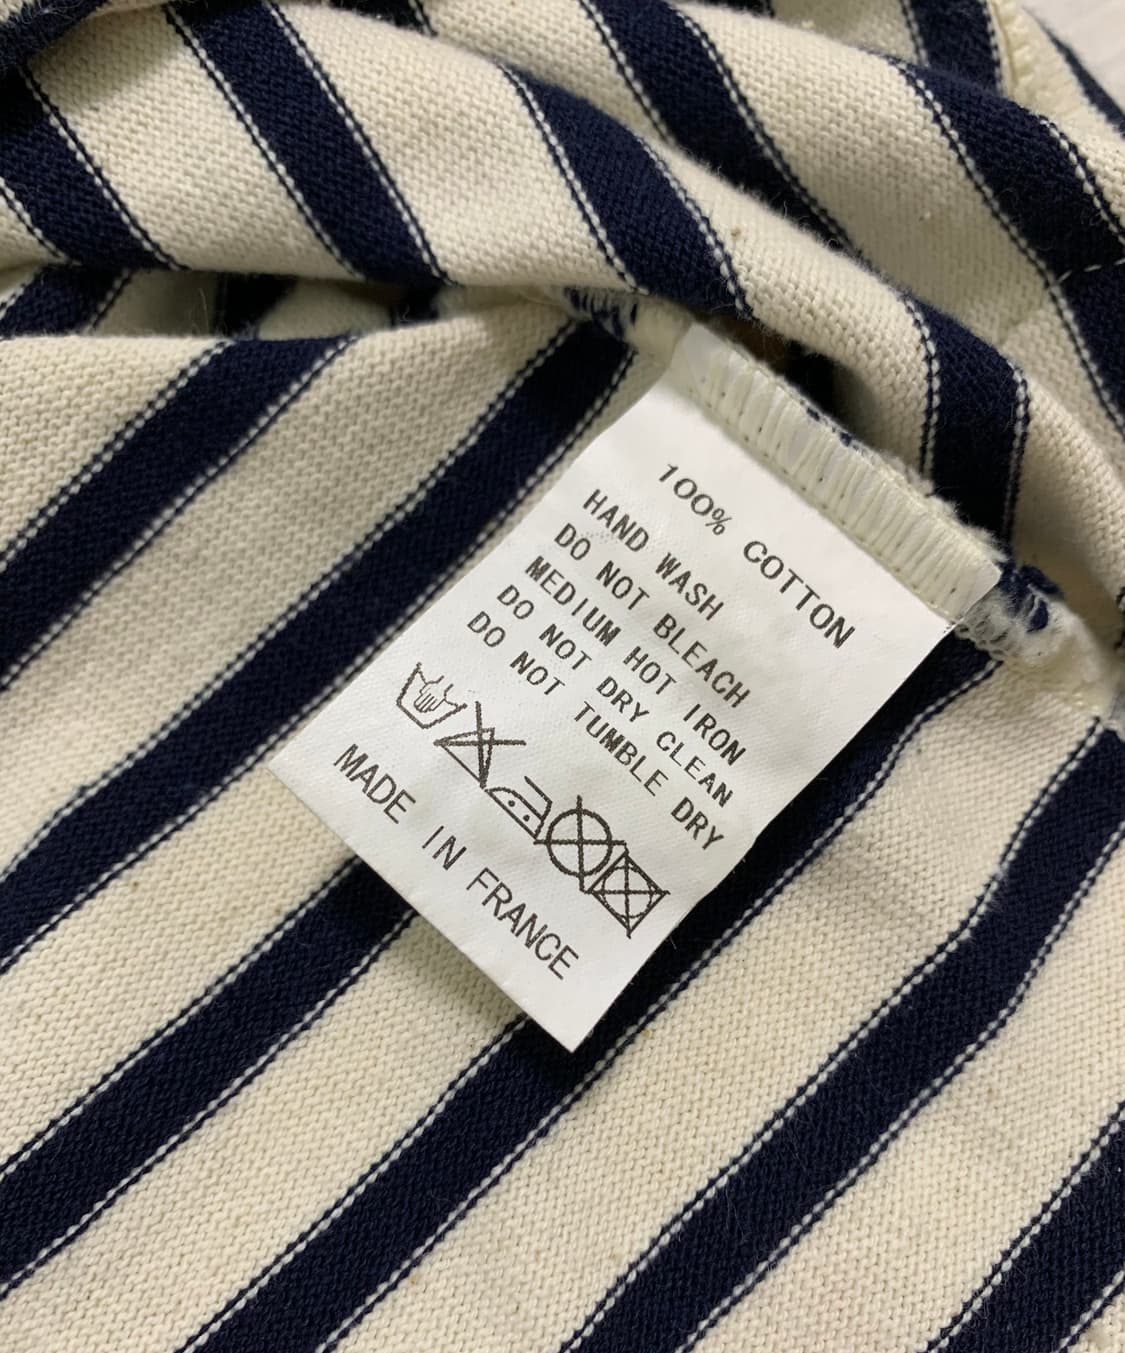 100% COTTON
HAND WASH
DO NOT BLEACH
MEDIUM HOT IRON
DO NOT DRY CLEAN
DO NOT TUMBLE DRY
MADE IN FRANCE